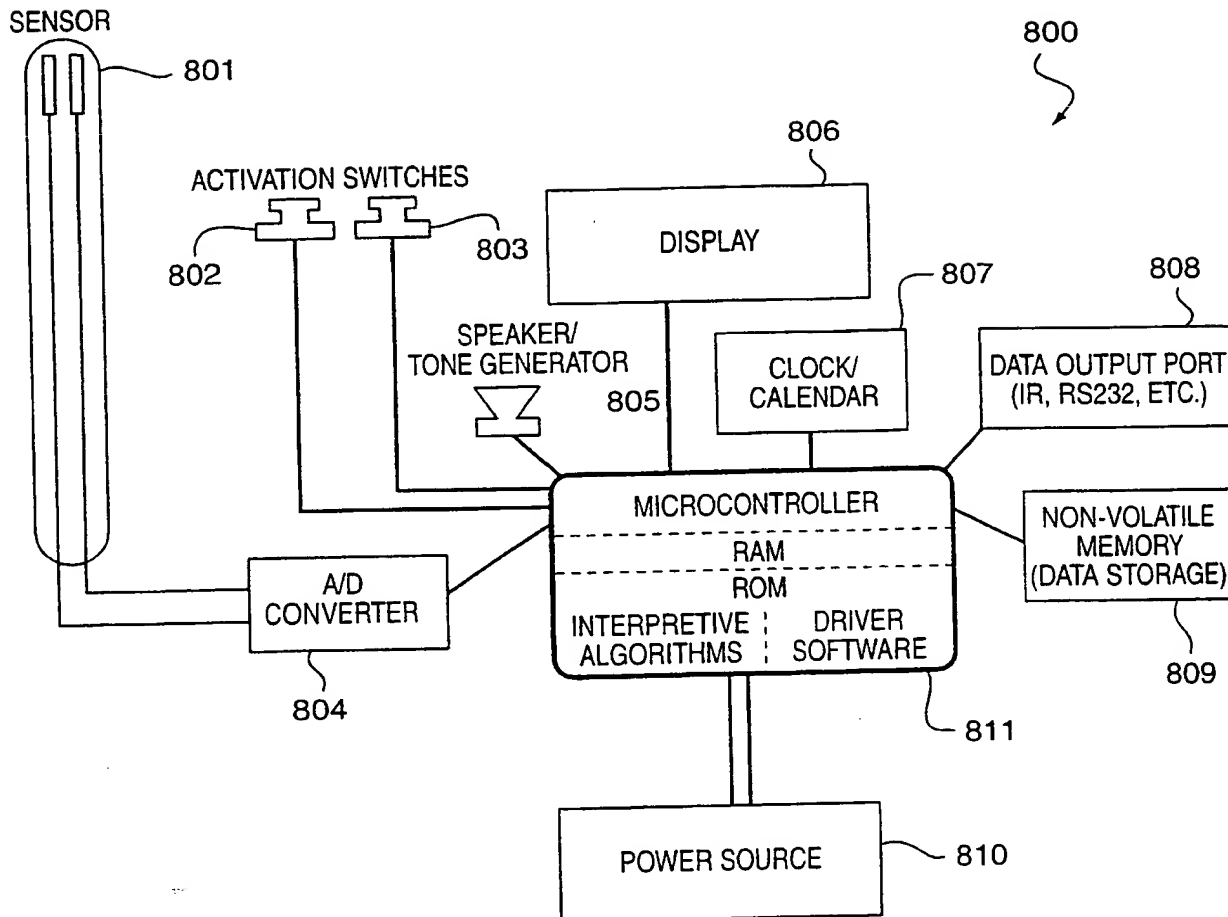 SENSOR
801
800
806
ACTIVATION SWITCHES
802
803
DISPLAY
807
808
SPEAKER/
TONE GENERATOR
805
CLOCK/
CALENDAR
DATA OUTPUT PORT
(IR, RS232, ETC.)
MICROCONTROLLER
RAM
ROM
INTERPRETIVE
ALGORITHMS
DRIVER
SOFTWARE
NON-VOLATILE
MEMORY
(DATA STORAGE)
809
A/D
CONVERTER
804
811
POWER SOURCE
810